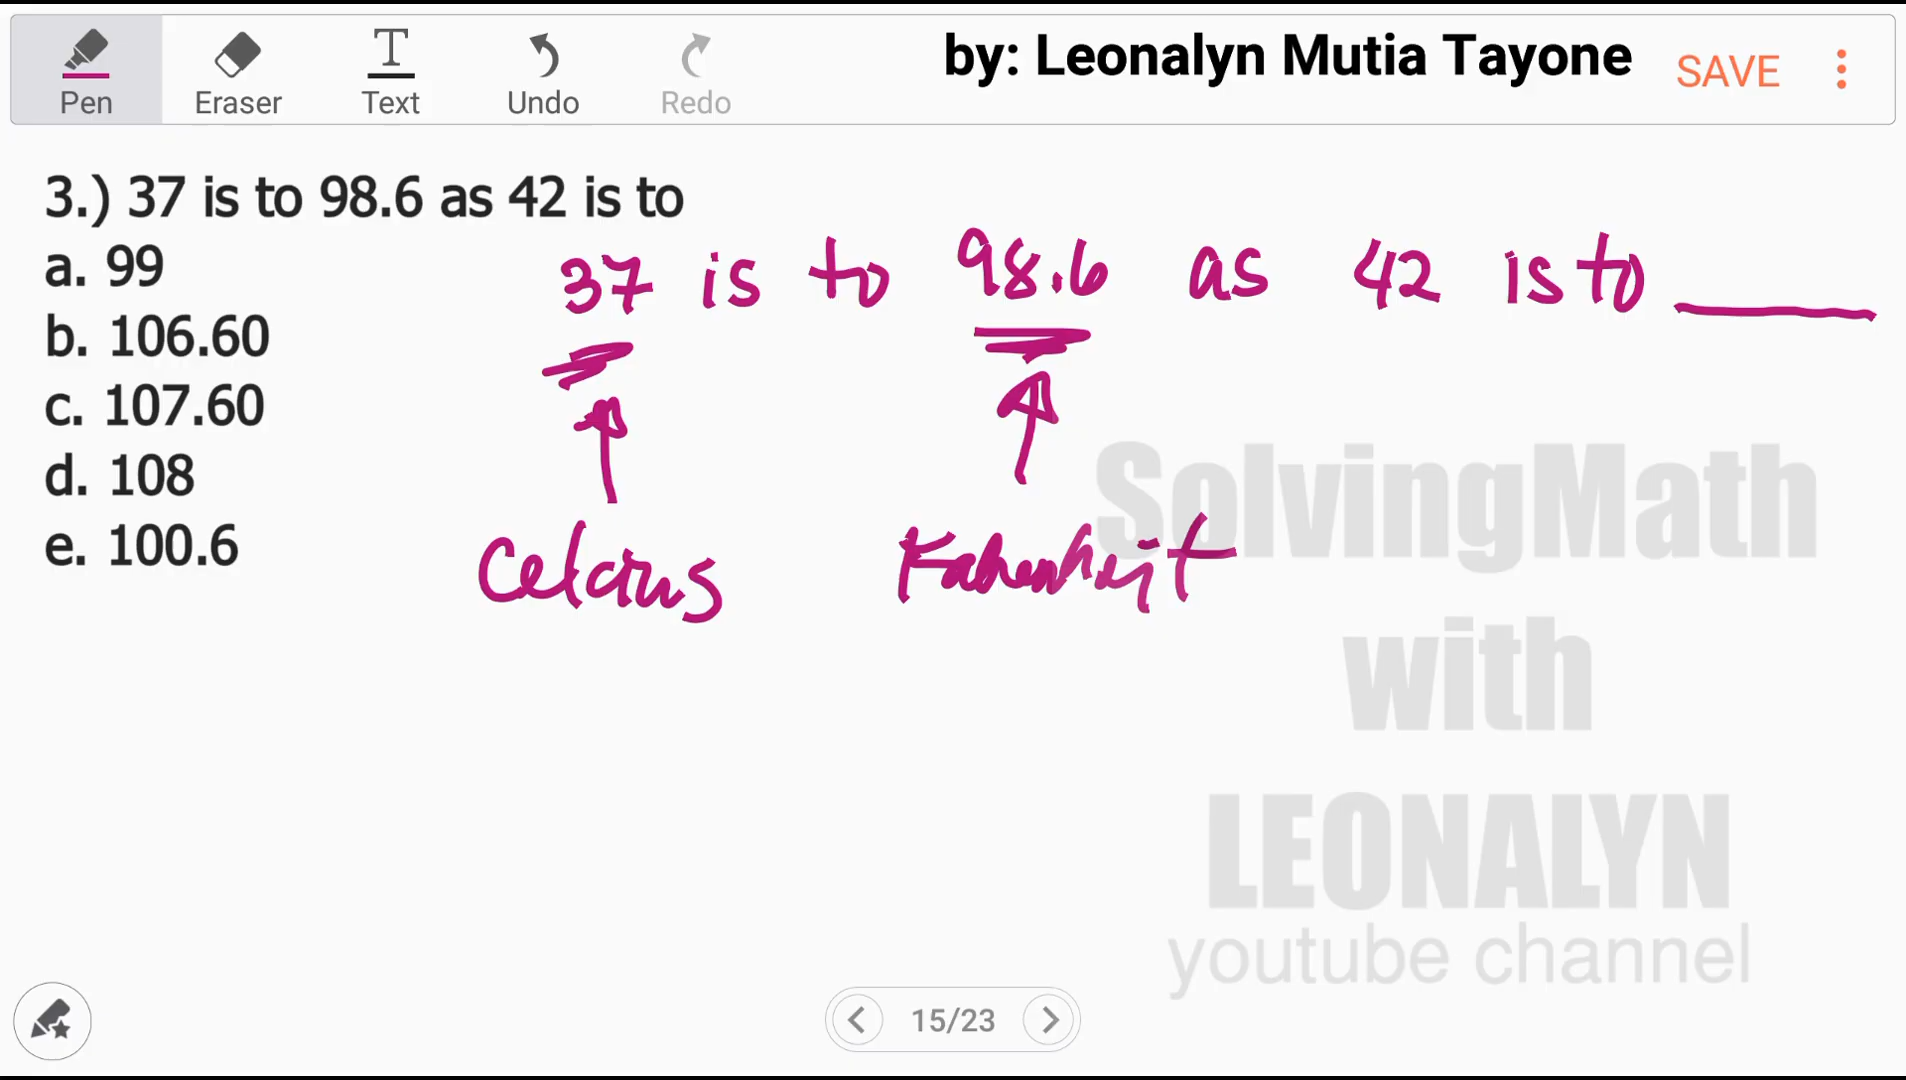 by: Leonalyn Mutia Tayone
SAVE
Pen
Eraser
Text
Undo
Redo
3.) 37 is to 98.6 as 42 is to
a. 99
b. 106.60
c. 107.60
d. 108
e. 100.6
37 is to 98.6 as 42 is to ______
Celcius
Fahenheit
SolvingMath
with
LEONALYN
youtube channel
15/23